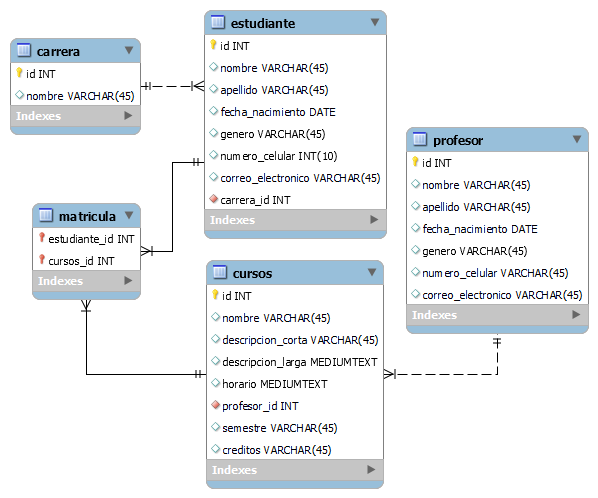 carrera
id INT
nombre VARCHAR(45)
Indexes
estudiante
id INT
nombre VARCHAR(45)
apellido VARCHAR(45)
fecha_nacimiento DATE
genero VARCHAR(45)
numero_celular INT(10)
correo_electronico VARCHAR(45)
carrera_id INT
Indexes
profesor
id INT
nombre VARCHAR(45)
apellido VARCHAR(45)
fecha_nacimiento DATE
genero VARCHAR(45)
numero_celular VARCHAR(45)
correo_electronico VARCHAR(45)
Indexes
matricula
estudiante_id INT
cursos_id INT
Indexes
cursos
id INT
nombre VARCHAR(45)
descripcion_corta VARCHAR(45)
descripcion_larga MEDIUMTEXT
horario MEDIUMTEXT
profesor_id INT
semestre VARCHAR(45)
creditos VARCHAR(45)
Indexes